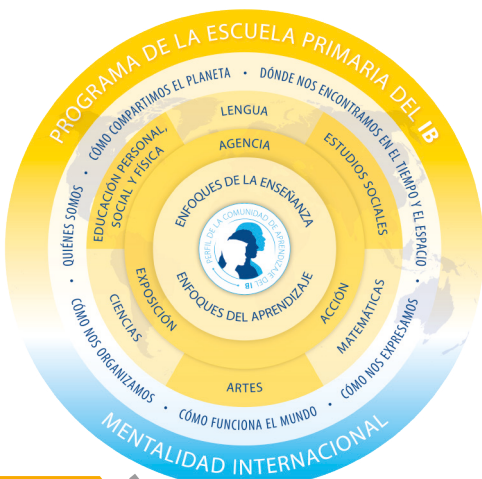 PROGRAMA DE LA ESCUELA PRIMARIA DEL IB
CÓMO COMPARTIMOS EL PLANETA
•
DÓNDE NOS ENCONTRAMOS EN EL TIEMPO Y EL ESPACIO
•
CÓMO NOS EXPRESAMOS
•
CÓMO FUNCIONA EL MUNDO
•
CÓMO NOS ORGANIZAMOS
•
QUIÉNES SOMOS
•
LENGUA
ESTUDIOS SOCIALES
MATEMÁTICAS
ARTES
CIENCIAS
EDUCACIÓN PERSONAL,
SOCIAL Y FÍSICA
AGENCIA
ACCIÓN
EXPOSICIÓN
ENFOQUES DE LA ENSEÑANZA
ENFOQUES DEL APRENDIZAJE
PERFIL DE LA COMUNIDAD DE APRENDIZAJE DEL IB •
MENTALIDAD INTERNACIONAL